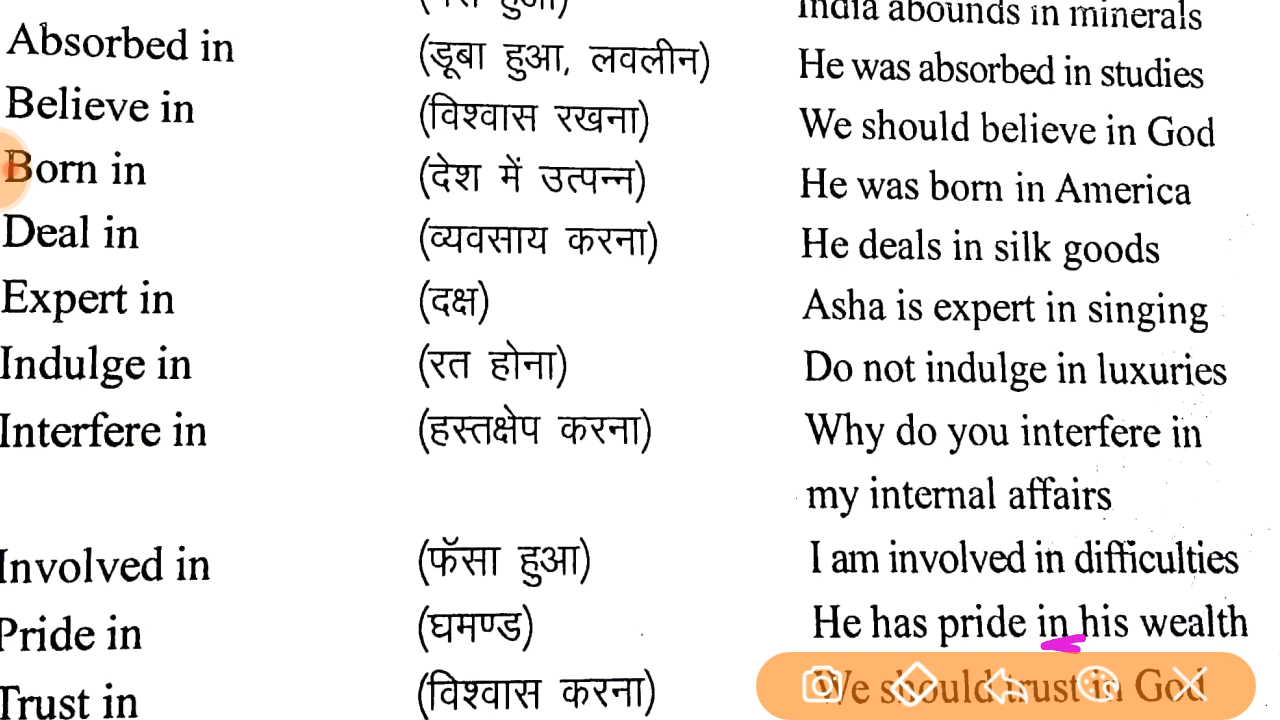 India abounds in minerals
Absorbed in (डूबा हुआ, लवलीन) He was absorbed in studies
Believe in (विश्वास रखना) We should believe in God
Born in (देश में उत्पन्न) He was born in America
Deal in (व्यवसाय करना) He deals in silk goods
Expert in (दक्ष) Asha is expert in singing
Indulge in (रत होना) Do not indulge in luxuries
Interfere in (हस्तक्षेप करना) Why do you interfere in
my internal affairs
Involved in (फॅसा हुआ) I am involved in difficulties
Pride in (घमण्ड) He has pride in his wealth
Trust in (विश्वास करना) We should trust in God